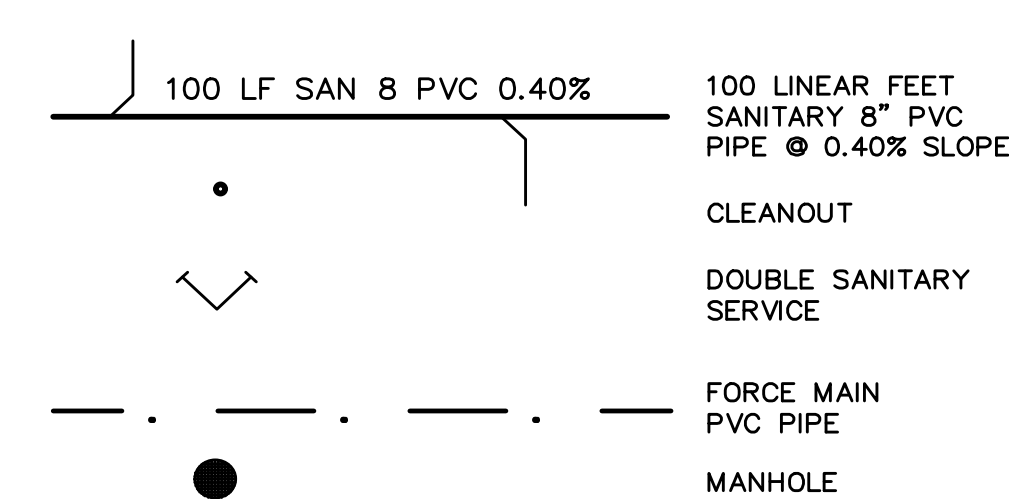 100 LF SAN 8 PVC 0.40%
100 LINEAR FEET
SANITARY 8" PVC
PIPE @ 0.40% SLOPE
CLEANOUT
DOUBLE SANITARY
SERVICE
FORCE MAIN
PVC PIPE
MANHOLE